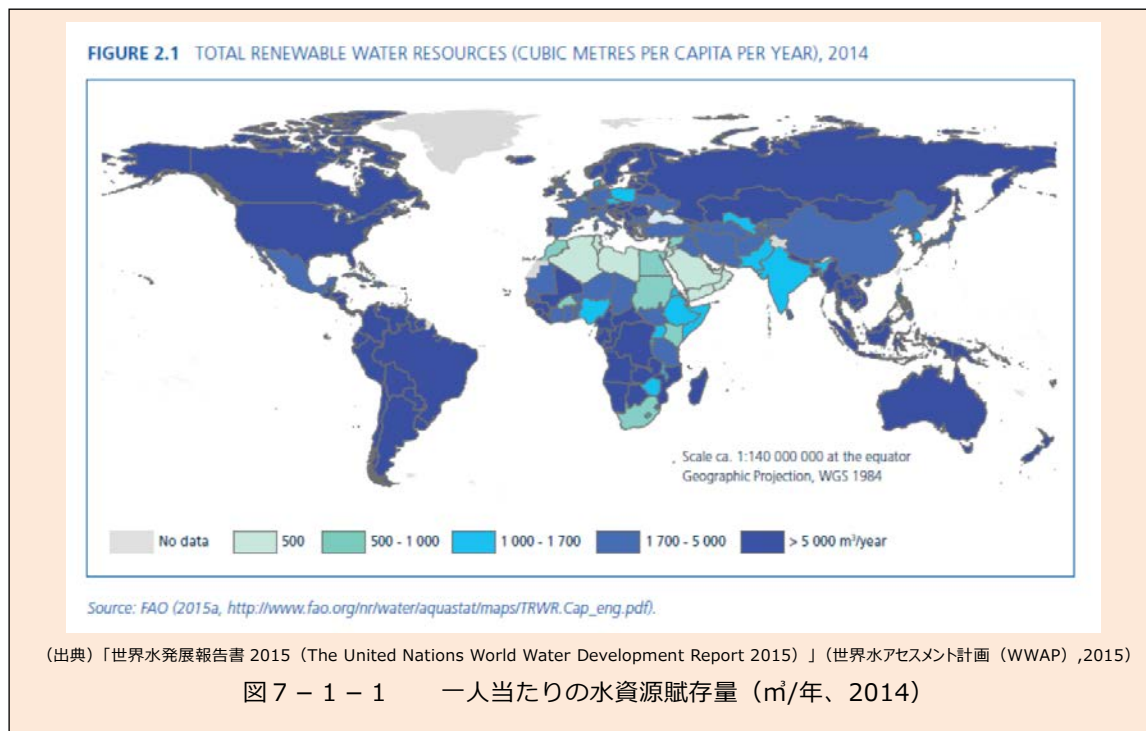 FIGURE 2.1 TOTAL RENEWABLE WATER RESOURCES (CUBIC METRES PER CAPITA PER YEAR), 2014
Scale ca. 1:140 000 000 at the equator
Geographic Projection, WGS 1984
No data 500 500 - 1 000 1 000 - 1 700 1 700 - 5 000 > 5 000 m³/year
Source: FAO (2015a, http://www.fao.org/nr/water/aquastat/maps/TRWR.Cap_eng.pdf).
（出典）「世界水発展報告書 2015（The United Nations World Water Development Report 2015）」（世界水アセスメント計画（WWAP）,2015）
図７－１－１　　一人当たりの水資源賦存量（㎥/年、2014）